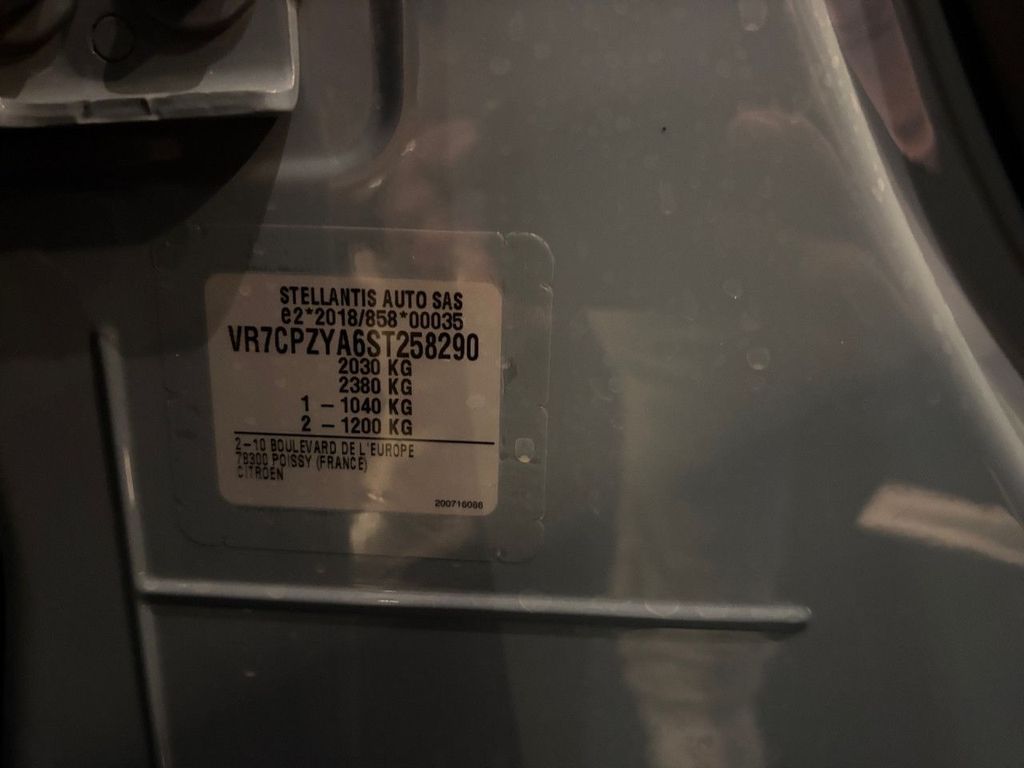 STELLANTIS AUTO SAS
e2*2018/858*00035
VR7CPZYA6ST258290
2030 KG
2380 KG
1 - 1040 KG
2 - 1200 KG
2-10 BOULEVARD DE L'EUROPE
78300 POISSY (FRANCE)
CITROEN
200716086